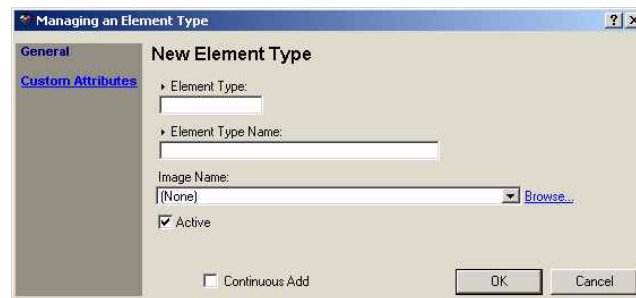 Managing an Element Type
General
Custom Attributes
New Element Type
Element Type:
Element Type Name:
Image Name:
(None)
Browse...
Active
Continuous Add
OK
Cancel